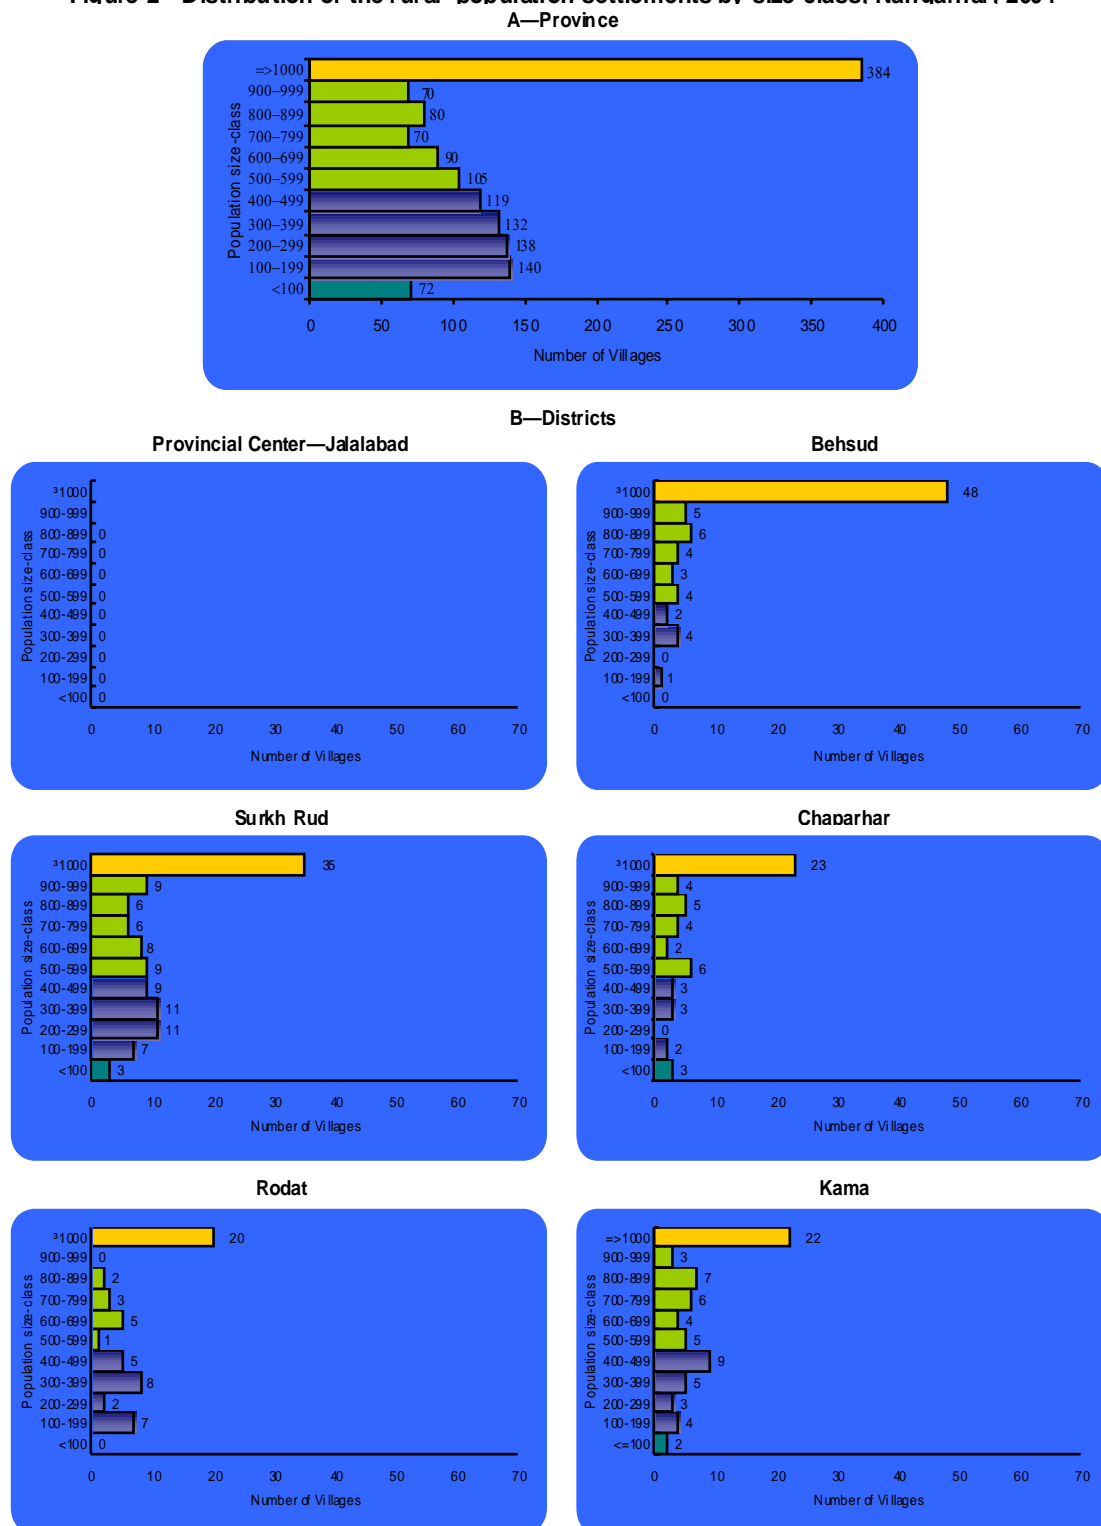 A—Province
=>1000 384
900–999 70
800–899 80
700–799 70
600–699 90
500–599 105
400–499 119
300–399 132
200–299 138
100–199 140
<100 72
Population size-class
0 50 100 150 200 250 300 350 400
Number of Villages
B—Districts
Provincial Center—Jalalabad
³1000
900-999
800-899 0
700-799 0
600-699 0
500-599 0
400-499 0
300-399 0
200-299 0
100-199 0
<100 0
Population size-class
0 10 20 30 40 50 60 70
Number of Villages
Behsud
³1000 48
900-999 5
800-899 6
700-799 4
600-699 3
500-599 4
400-499 2
300-399 4
200-299 0
100-199 1
<100 0
Population size-class
0 10 20 30 40 50 60 70
Number of Villages
Surkh Rud
³1000 35
900-999 9
800-899 6
700-799 6
600-699 8
500-599 9
400-499 9
300-399 11
200-299 11
100-199 7
<100 3
Population size-class
0 10 20 30 40 50 60 70
Number of Villages
Chaparhar
³1000 23
900-999 4
800-899 5
700-799 4
600-699 2
500-599 6
400-499 3
300-399 3
200-299 0
100-199 2
<100 3
Population size-class
0 10 20 30 40 50 60 70
Number of Villages
Rodat
³1000 20
900-999 0
800-899 2
700-799 3
600-699 5
500-599 1
400-499 5
300-399 8
200-299 2
100-199 7
<100 0
Population size-class
0 10 20 30 40 50 60 70
Number of Villages
Kama
=>1000 22
900-999 3
800-899 7
700-799 6
600-699 4
500-599 5
400-499 9
300-399 5
200-299 3
100-199 4
<=100 2
Population size-class
0 10 20 30 40 50 60 70
Number of Villages